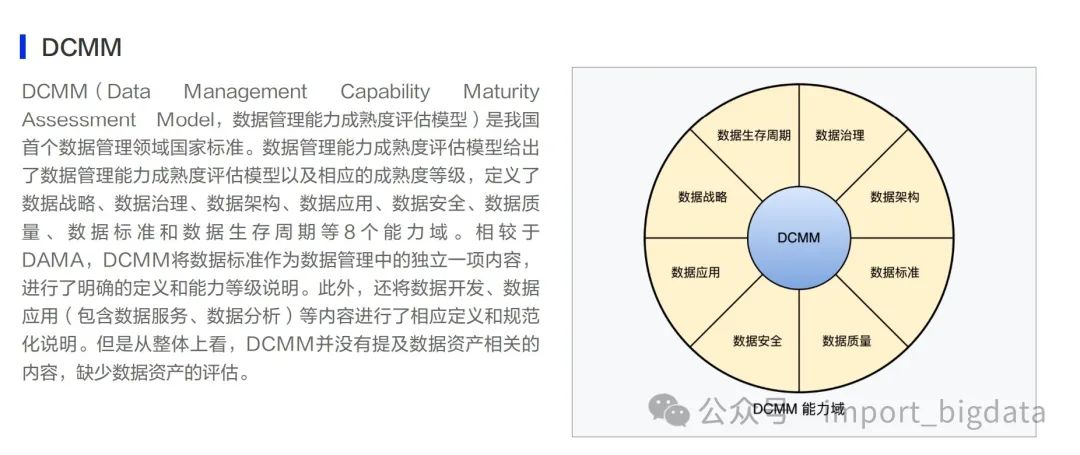 DCMM
DCMM（Data Management Capability Maturity
Assessment Model，数据管理能力成熟度评估模型）是我国
首个数据管理领域国家标准。数据管理能力成熟度评估模型给出
了数据管理能力成熟度评估模型以及相应的成熟度等级，定义了
数据战略、数据治理、数据架构、数据应用、数据安全、数据质
量、数据标准和数据生存周期等8个能力域。相较于
DAMA，DCMM将数据标准作为数据管理中的独立一项内容，
进行了明确的定义和能力等级说明。此外，还将数据开发、数据
应用（包含数据服务、数据分析）等内容进行了相应定义和规范
化说明。但是从整体上看，DCMM并没有提及数据资产相关的
内容，缺少数据资产的评估。
数据生存周期
数据治理
数据战略
数据架构
DCMM
数据应用
数据标准
数据安全
数据质量
DCMM 能力域
公众号 import_bigdata